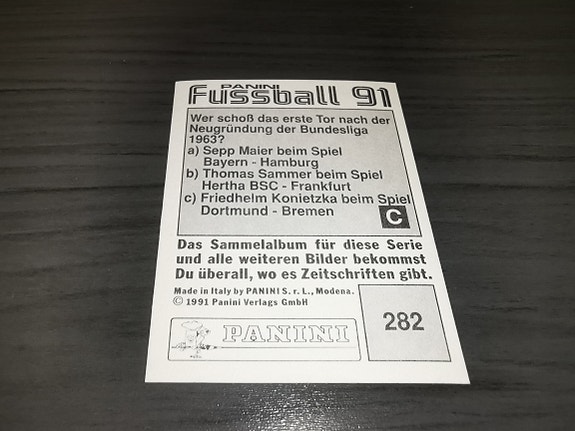 PANINI
Fussball 91
Wer schoß das erste Tor nach der
Neugründung der Bundesliga
1963?
a) Sepp Maier beim Spiel
Bayern - Hamburg
b) Thomas Sammer beim Spiel
Hertha BSC - Frankfurt
c) Friedhelm Konietzka beim Spiel
Dortmund - Bremen
C
Das Sammelalbum für diese Serie
und alle weiteren Bilder bekommst
Du überall, wo es Zeitschriften gibt.
Made in Italy by PANINI S. r. L., Modena.
© 1991 Panini Verlags GmbH
PANINI
282